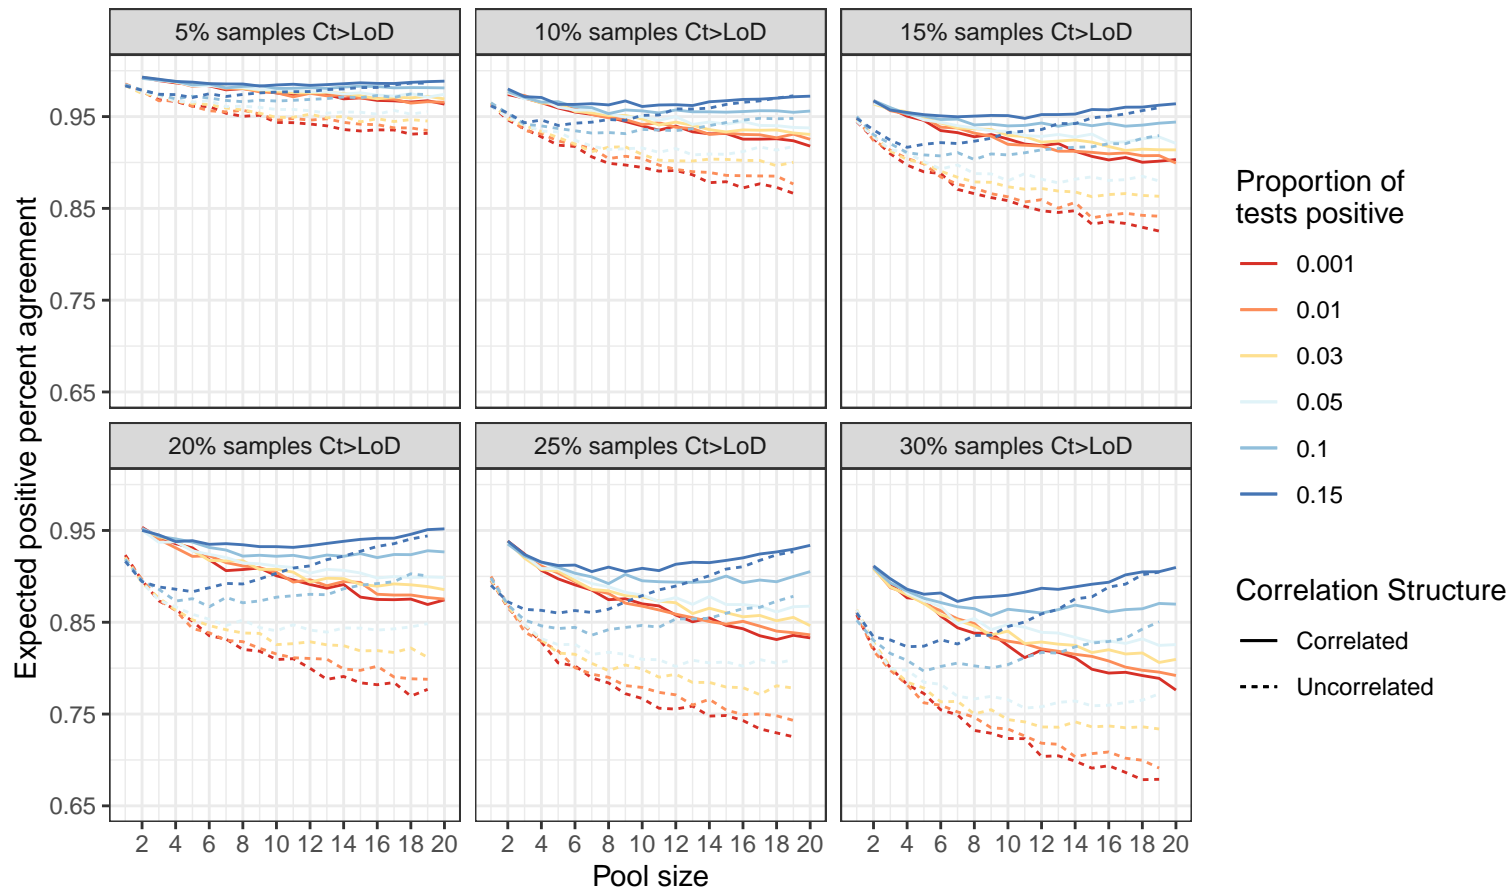 5% samples Ct>LoD
10% samples Ct>LoD
15% samples Ct>LoD
0.95
0.85
0.75
0.65
20% samples Ct>LoD
25% samples Ct>LoD
30% samples Ct>LoD
0.95
0.85
0.75
0.65
2 4 6 8 10 12 14 16 18 20
2 4 6 8 10 12 14 16 18 20
2 4 6 8 10 12 14 16 18 20
Pool size
Expected positive percent agreement
Proportion of
tests positive
0.001
0.01
0.03
0.05
0.1
0.15
Correlation Structure
Correlated
Uncorrelated